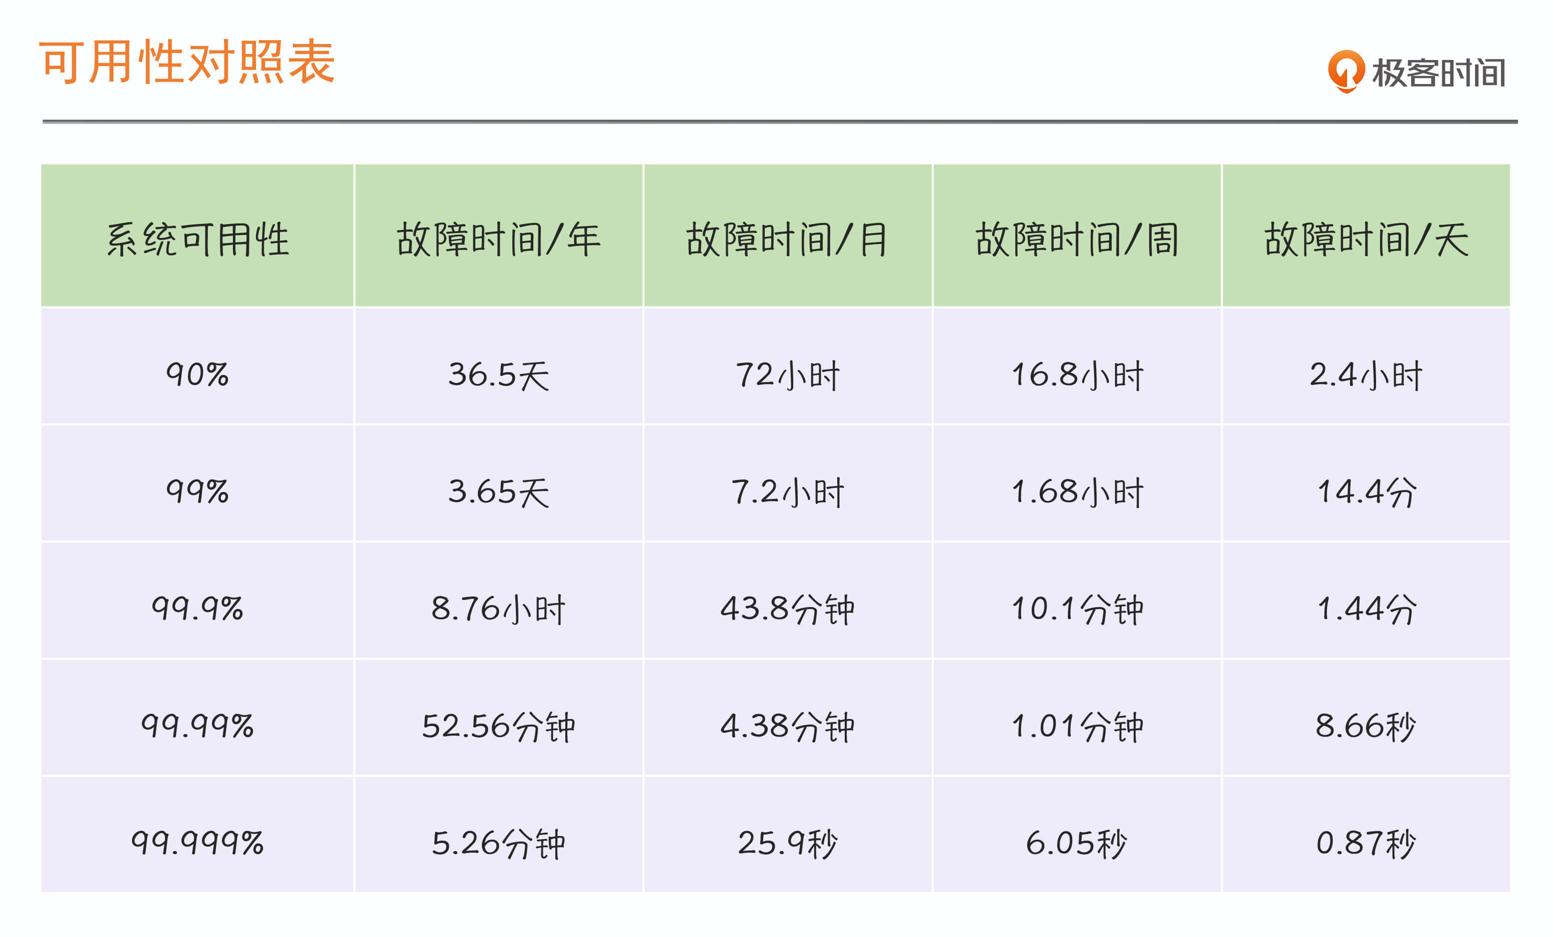 可用性对照表
极客时间
系统可用性 故障时间/年 故障时间/月 故障时间/周 故障时间/天
90% 36.5天 72小时 16.8小时 2.4小时
99% 3.65天 7.2小时 1.68小时 14.4分
99.9% 8.76小时 43.8分钟 10.1分钟 1.44分
99.99% 52.56分钟 4.38分钟 1.01分钟 8.66秒
99.999% 5.26分钟 25.9秒 6.05秒 0.87秒